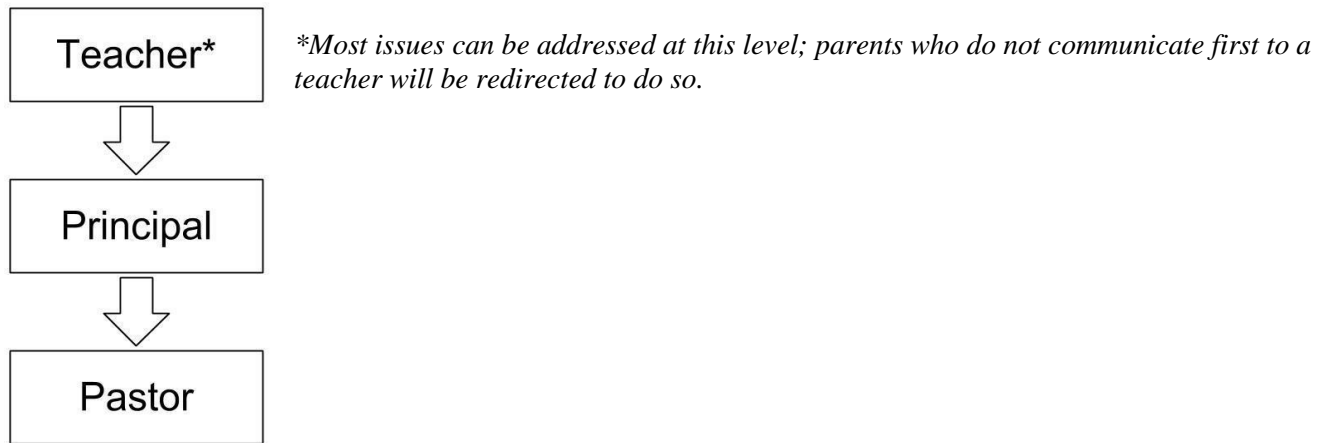 Teacher*
*Most issues can be addressed at this level; parents who do not communicate first to a
teacher will be redirected to do so.
Principal
Pastor